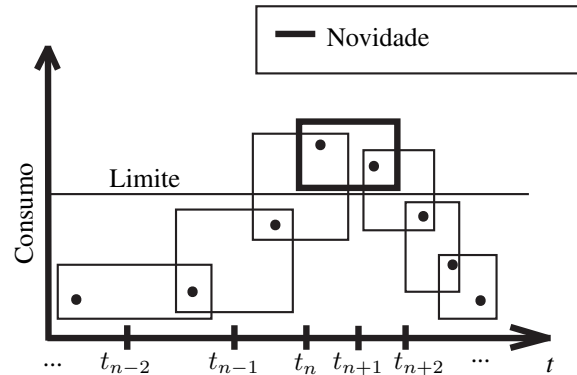 Novidade
Consumo
Limite
... t_{n-2} t_{n-1} t_n t_{n+1} t_{n+2} ... t